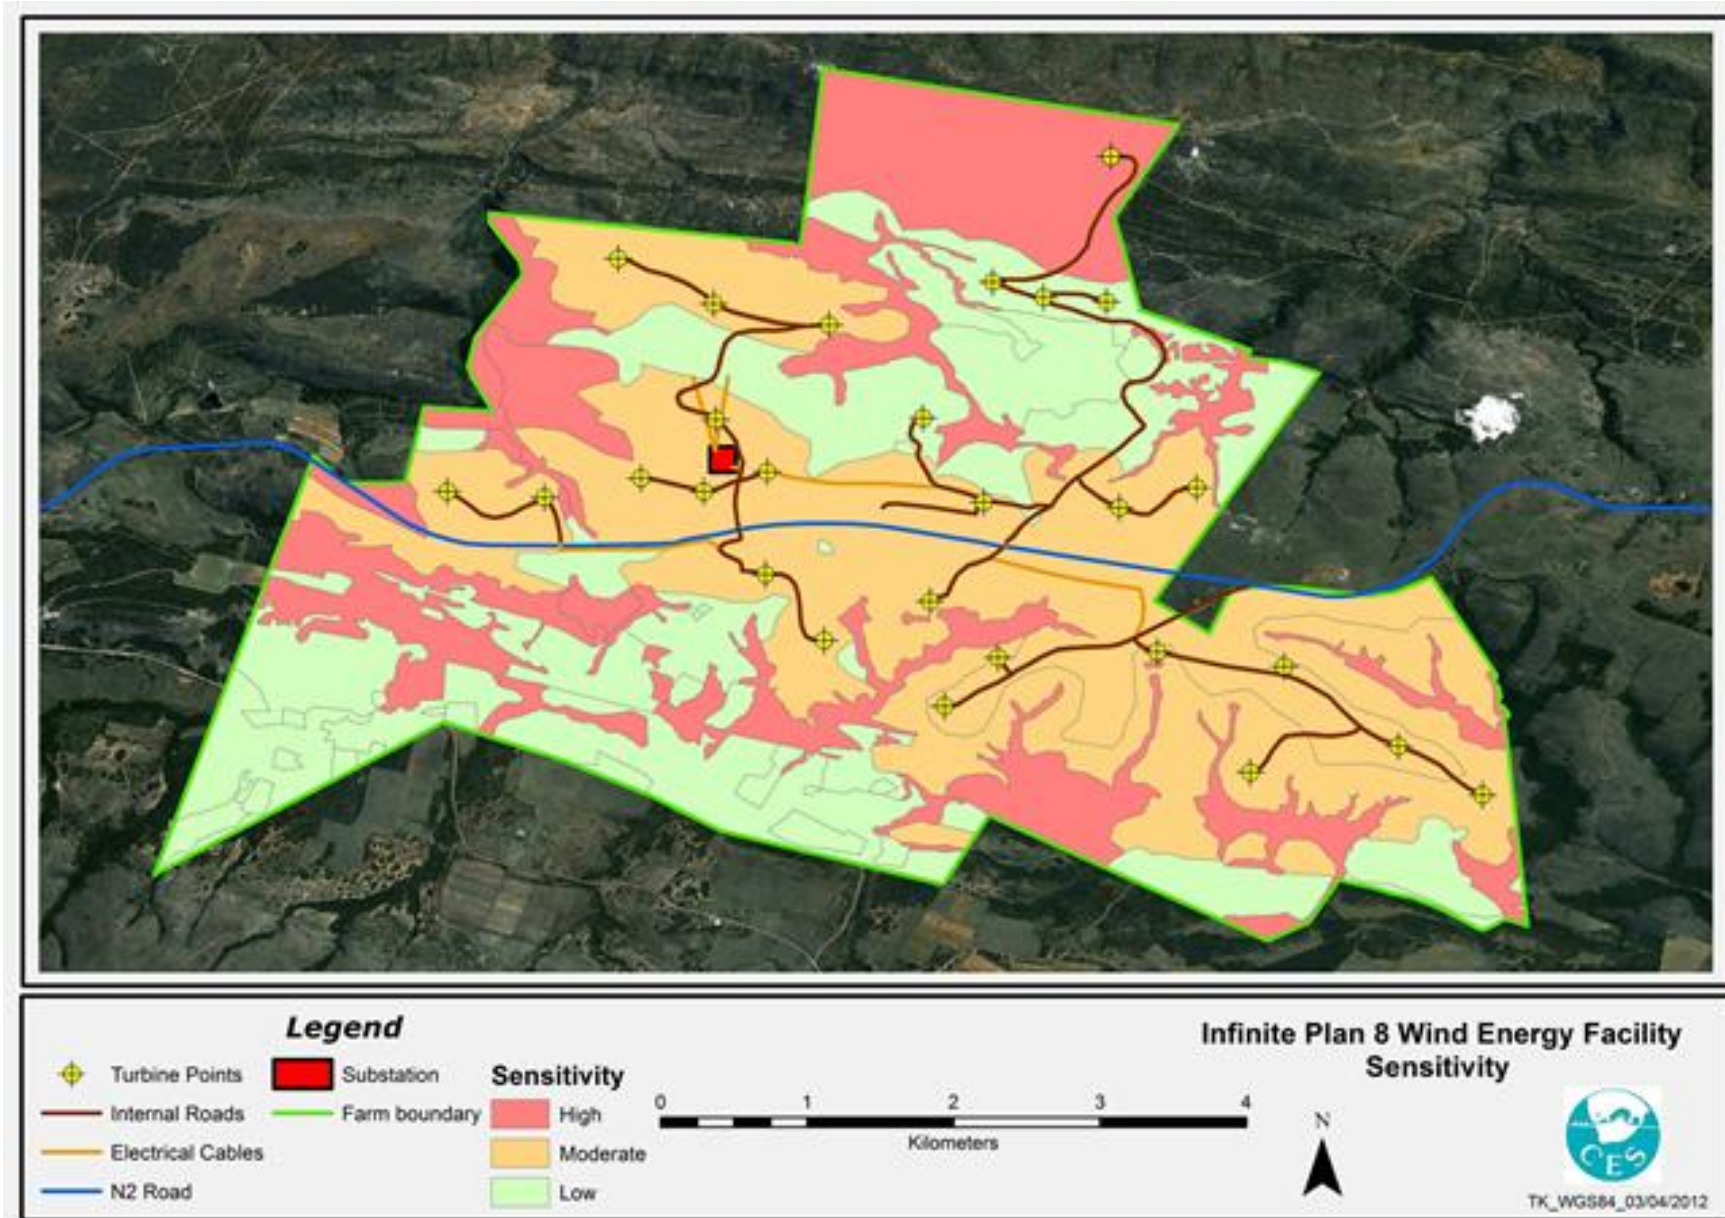 Legend
Turbine Points
Substation
Sensitivity
Internal Roads
Farm boundary
High
Electrical Cables
Moderate
N2 Road
Low
0 1 2 3 4
Kilometers
Infinite Plan 8 Wind Energy Facility
Sensitivity
N
CES
TK_WGS84_03/04/2012